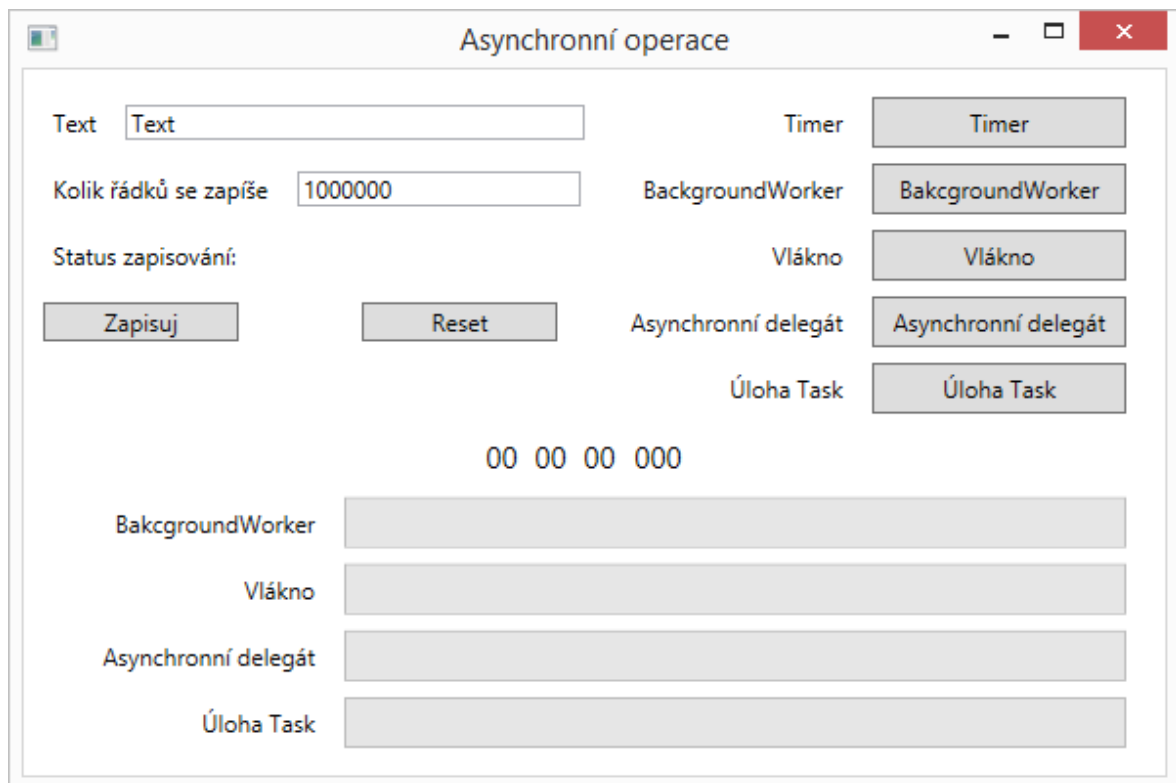 Asynchronní operace
Text Text Timer Timer
Kolik řádků se zapíše 1000000 BackgroundWorker BakcgroundWorker
Status zapisování: Vlákno Vlákno
Zapisuj Reset Asynchronní delegát Asynchronní delegát
Úloha Task Úloha Task
00 00 00 000
BakcgroundWorker
Vlákno
Asynchronní delegát
Úloha Task